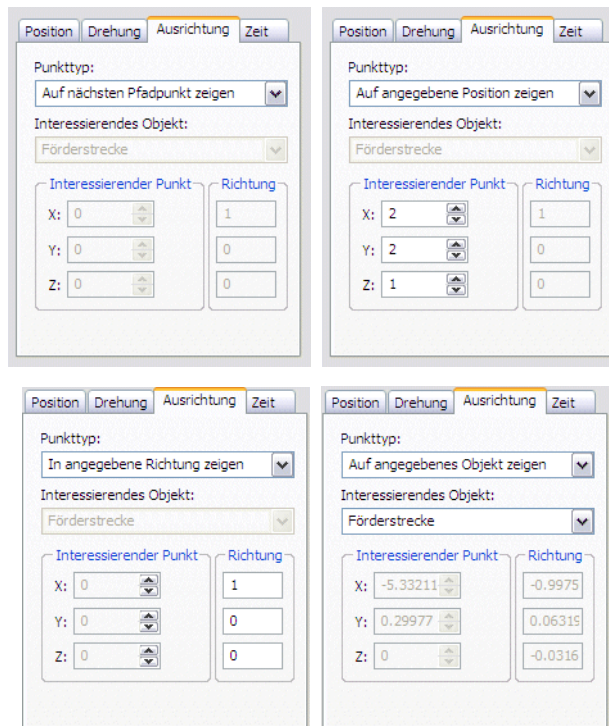 Position Drehung Ausrichtung Zeit
Punkttyp:
Auf nächsten Pfadpunkt zeigen
Interessierendes Objekt:
Förderstrecke
Interessierender Punkt Richtung
X: 0 1
Y: 0 0
Z: 0 0
Position Drehung Ausrichtung Zeit
Punkttyp:
Auf angegebene Position zeigen
Interessierendes Objekt:
Förderstrecke
Interessierender Punkt Richtung
X: 2 1
Y: 2 0
Z: 1 0
Position Drehung Ausrichtung Zeit
Punkttyp:
In angegebene Richtung zeigen
Interessierendes Objekt:
Förderstrecke
Interessierender Punkt Richtung
X: 0 1
Y: 0 0
Z: 0 0
Position Drehung Ausrichtung Zeit
Punkttyp:
Auf angegebenes Objekt zeigen
Interessierendes Objekt:
Förderstrecke
Interessierender Punkt Richtung
X: -5.33211 -0.9975
Y: 0.29977 0.06319
Z: 0 -0.0316